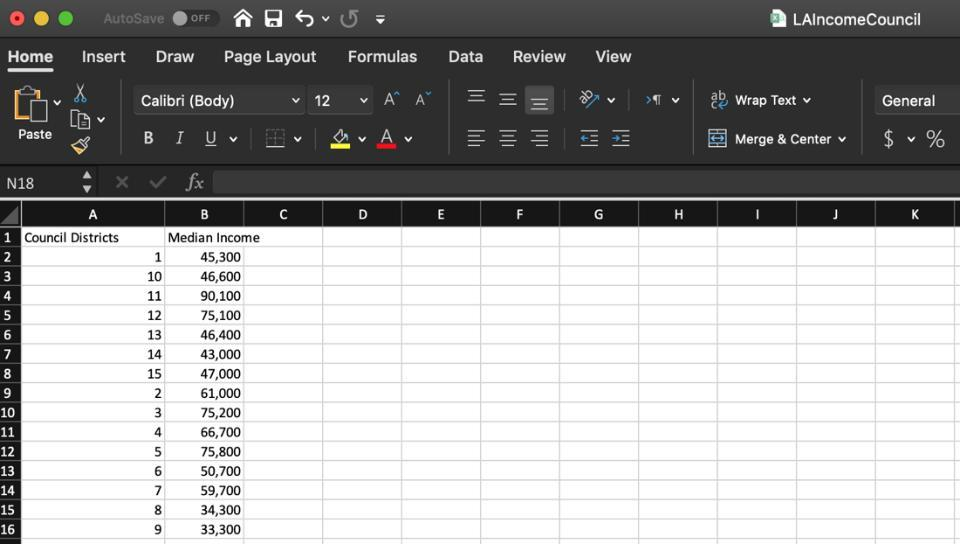 AutoSave OFF LAIncomeCouncil
Home Insert Draw Page Layout Formulas Data Review View
Paste Calibri (Body) 12 A A ab Wrap Text General
B I U A Merge & Center $ %
N18 fx
A B C D E F G H I J K
1 Council Districts Median Income
2 1 45,300
3 10 46,600
4 11 90,100
5 12 75,100
6 13 46,400
7 14 43,000
8 15 47,000
9 2 61,000
10 3 75,200
11 4 66,700
12 5 75,800
13 6 50,700
14 7 59,700
15 8 34,300
16 9 33,300